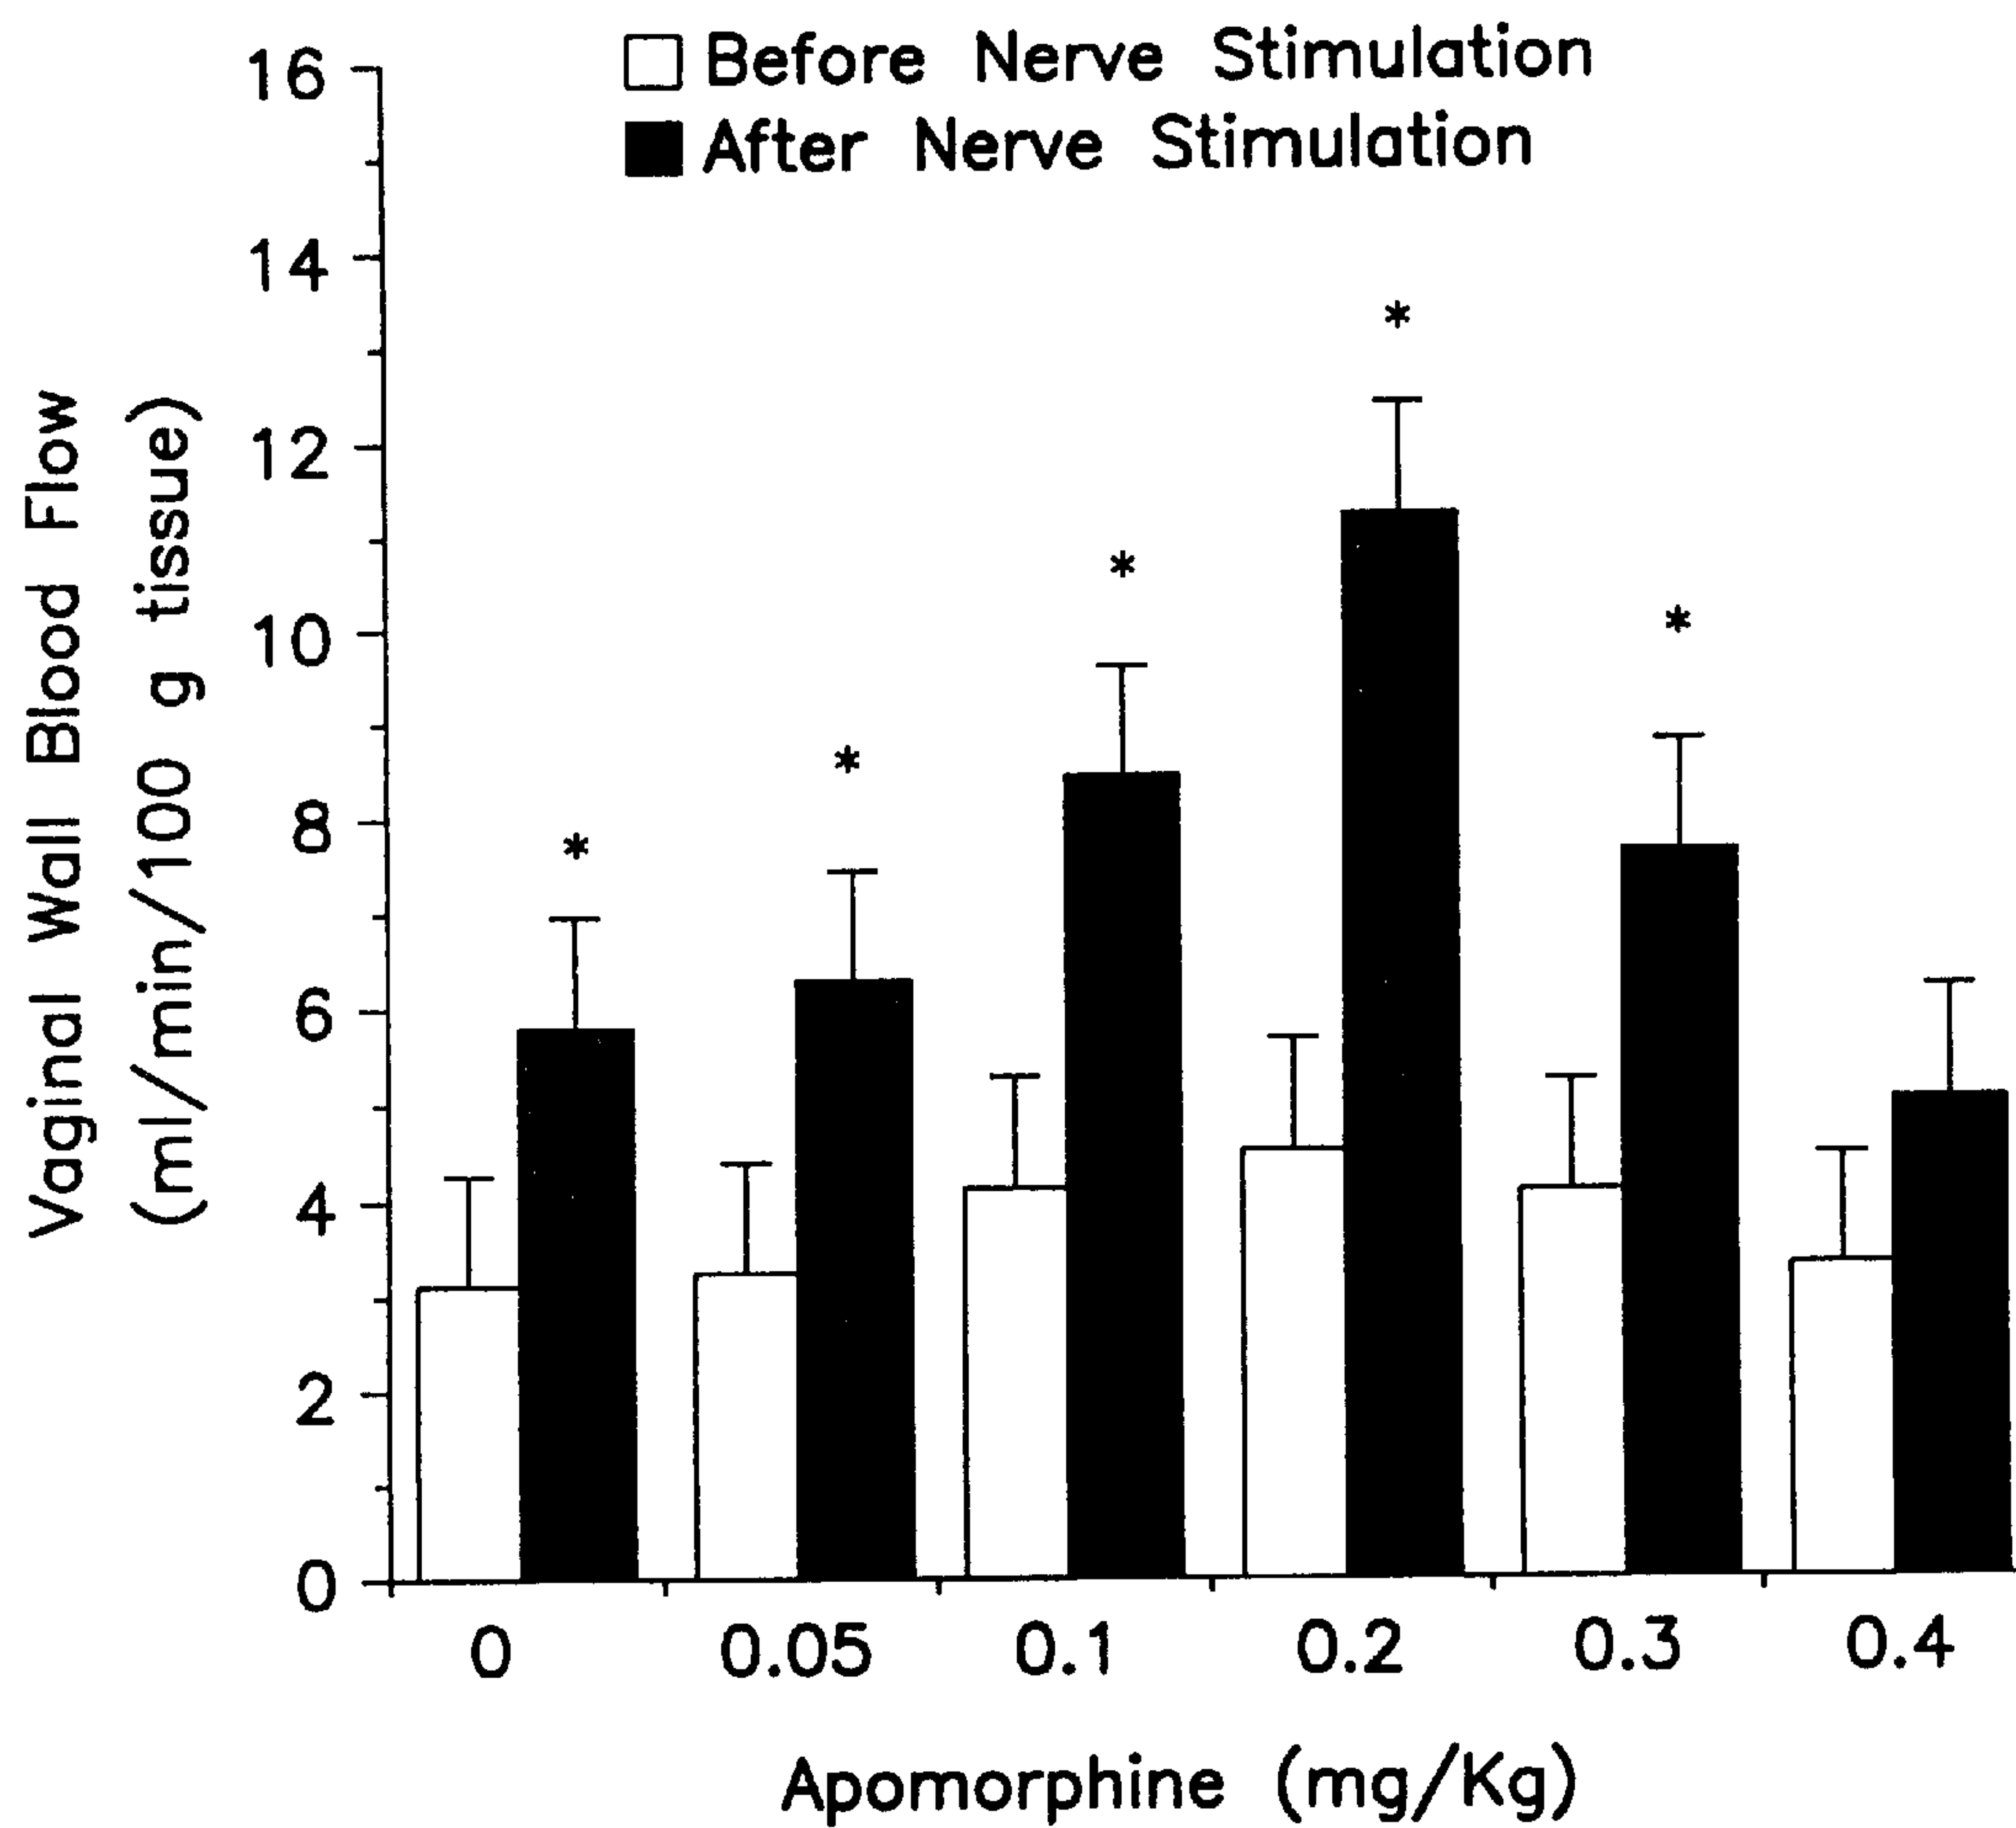 Before Nerve Stimulation
After Nerve Stimulation
16
14
12
10
8
6
4
2
0
Vaginal Wall Blood Flow
(ml/min/100 g tissue)
*
*
*
*
*
0 0.05 0.1 0.2 0.3 0.4
Apomorphine (mg/Kg)